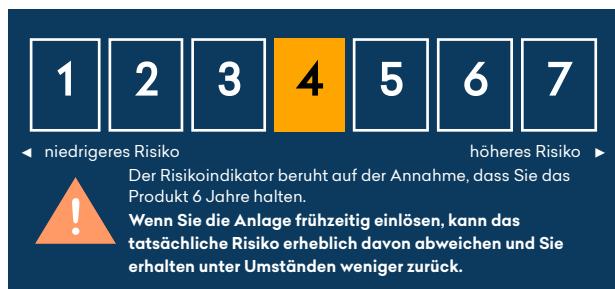 1 2 3 4 5 6 7
◄ niedrigeres Risiko höheres Risiko ►
Der Risikoindikator beruht auf der Annahme, dass Sie das
Produkt 6 Jahre halten.
!
Wenn Sie die Anlage frühzeitig einlösen, kann das
tatsächliche Risiko erheblich davon abweichen und Sie
erhalten unter Umständen weniger zurück.